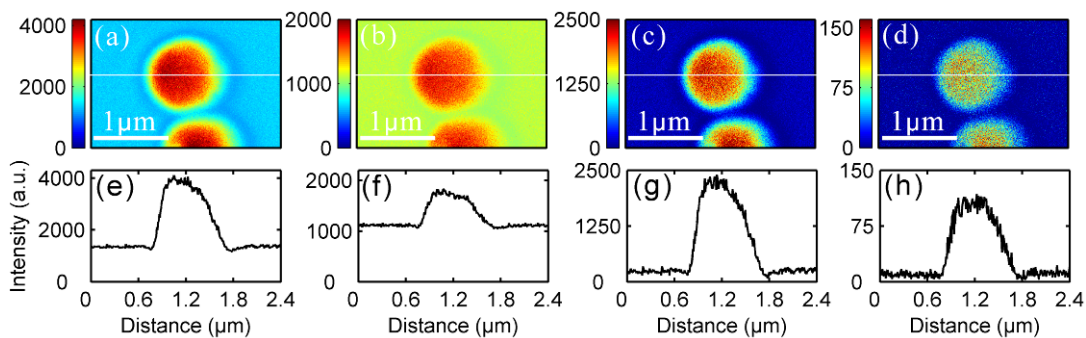 4000 2000 2500 150
(a) (b) (c) (d)
2000 1000 1250 75
1µm 1µm 1µm 1µm
0 0 0 0
Intensity (a.u.)
4000 2000 2500 150
(e) (f) (g) (h)
2000 1000 1250 75
0 0 0 0
0 0.6 1.2 1.8 2.4 0 0.6 1.2 1.8 2.4 0 0.6 1.2 1.8 2.4 0 0.6 1.2 1.8 2.4
Distance (µm) Distance (µm) Distance (µm) Distance (µm)